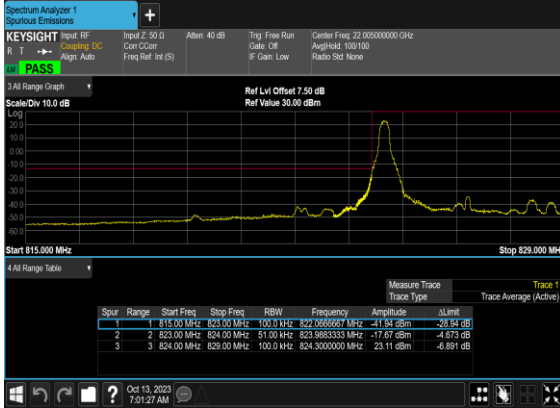 Spectrum Analyzer 1
Spurious Emissions
+
KEYSIGHT Input: RF Input Z: 50 Ω Atten: 40 dB Trig: Free Run Center Freq: 22.005000000 GHz
R T Coupling: DC Corr CCorr Gate: Off Avg|Hold: 100/100
Align: Auto Freq Ref: Int (S) IF Gain: Low Radio Std: None
PASS
3 All Range Graph
Ref Lvl Offset 7.50 dB
Scale/Div 10.0 dB Ref Value 30.00 dBm
Log
20.0
10.0
0.00
-10.0
-20.0
-30.0
-40.0
-50.0
-60.0
Start 815.000 MHz Stop 829.000 MH
4 All Range Table
Measure Trace Trace 1
Trace Type Trace Average (Active)
Spur Range Start Freq Stop Freq RBW Frequency Amplitude ΔLimit
1 1 815.00 MHz 823.00 MHz 100.0 kHz 822.0666667 MHz -41.94 dBm -28.94 dB
2 2 823.00 MHz 824.00 MHz 51.00 kHz 823.9883333 MHz -17.67 dBm -4.673 dB
3 3 824.00 MHz 829.00 MHz 100.0 kHz 824.3000000 MHz 23.11 dBm -6.891 dB
? Oct 13, 2023
7:01:27 AM